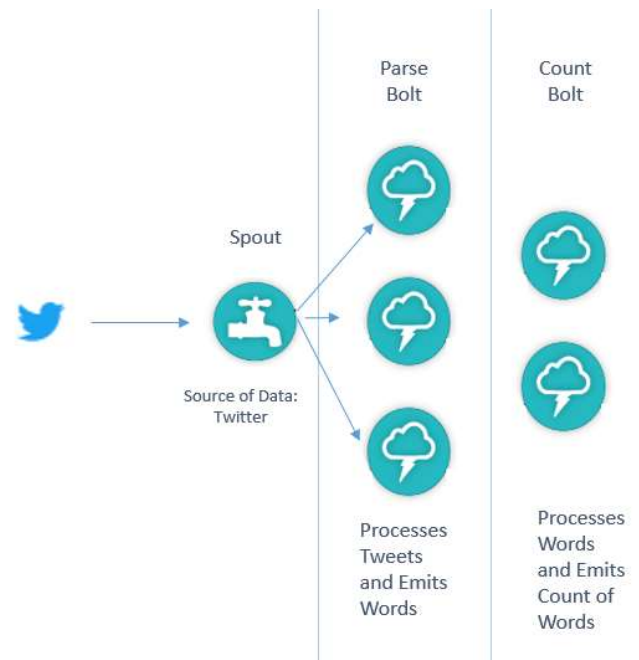 Spout
Source of Data:
Twitter
Parse
Bolt
Processes
Tweets
and Emits
Words
Count
Bolt
Processes
Words
and Emits
Count of
Words